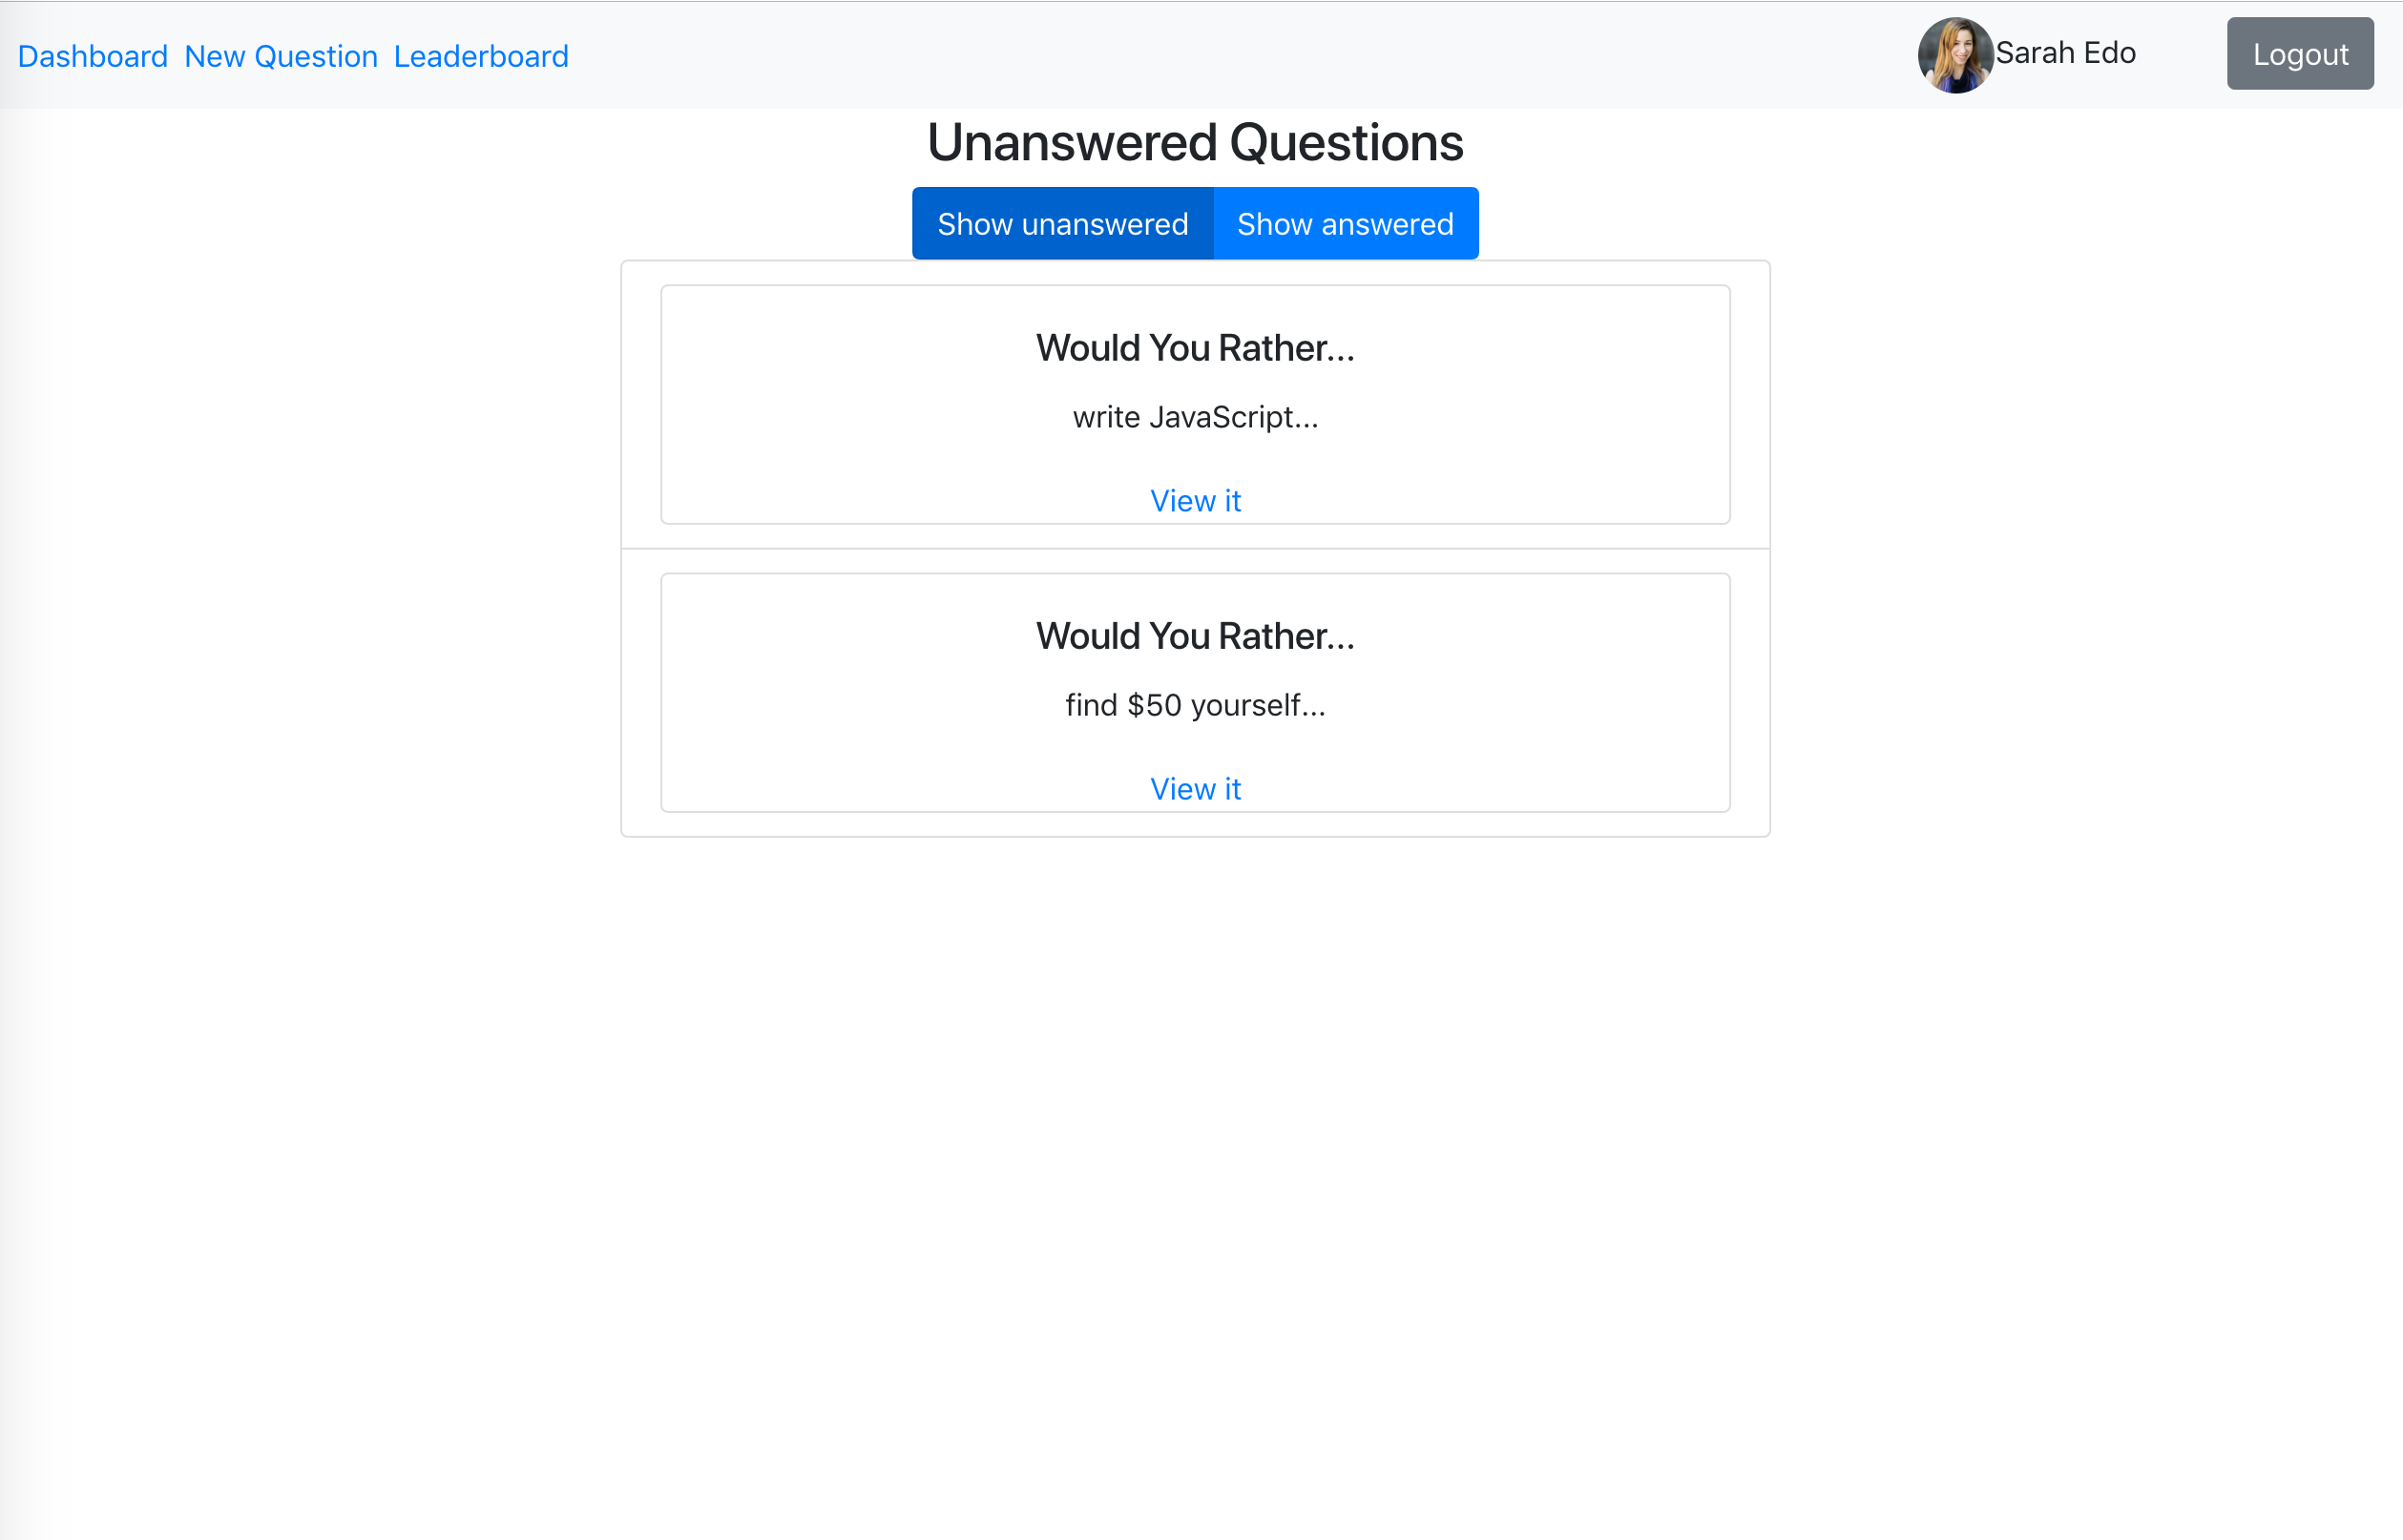 Dashboard New Question Leaderboard Sarah Edo Logout
Unanswered Questions
Show unanswered Show answered
Would You Rather...
write JavaScript...
View it
Would You Rather...
find $50 yourself...
View it